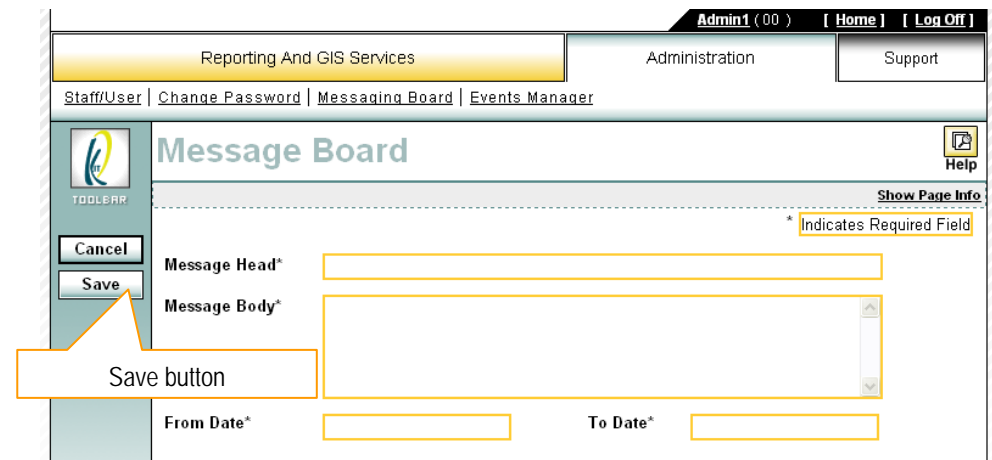 Admin1 ( 00 ) [ Home ] [ Log Off ]
Reporting And GIS Services Administration Support
Staff/User | Change Password | Messaging Board | Events Manager
IT
TOOLBAR
Message Board
Help
Show Page Info
* Indicates Required Field
Cancel
Save
Message Head*
Message Body*
Save button
From Date* To Date*